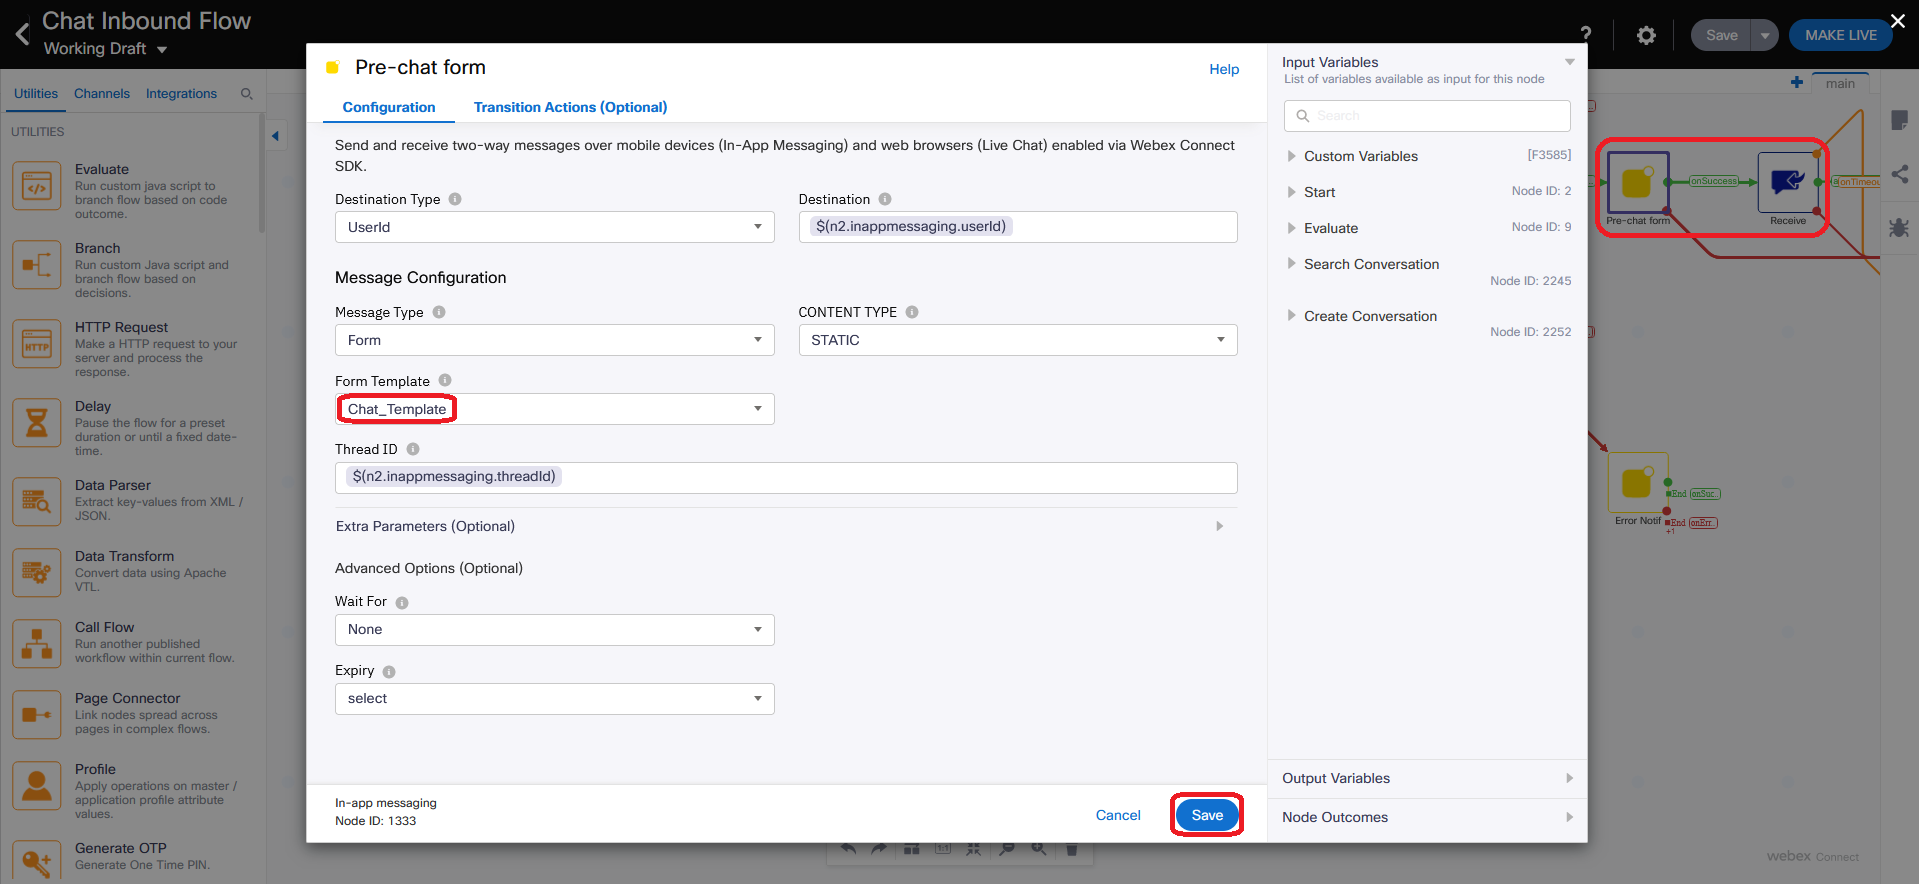 Chat Inbound Flow
Working Draft
?
Save
MAKE LIVE
Utilities
Channels
Integrations
UTILITIES
Evaluate
Run custom java script to
branch flow based on code
outcome.
Branch
Run custom Java script and
branch flow based on
decisions.
HTTP Request
Make a HTTP request to your
server and process the
response.
HTTP
Delay
Pause the flow for a preset
duration or until a fixed date-
time.
Data Parser
Extract key-values from XML /
JSON.
Data Transform
Convert data using Apache
VTL.
Call Flow
Run another published
workflow within current flow.
Page Connector
Link nodes spread across
pages in complex flows.
Profile
Apply operations on master /
application profile attribute
values.
Generate OTP
Generate One Time PIN.
Pre-chat form
Help
Configuration
Transition Actions (Optional)
Send and receive two-way messages over mobile devices (In-App Messaging) and web browsers (Live Chat) enabled via Webex Connect
SDK.
Destination Type
Destination
UserId
$(n2.inappmessaging.userId)
Message Configuration
Message Type
CONTENT TYPE
Form
STATIC
Form Template
Chat_Template
Thread ID
$(n2.inappmessaging.threadId)
Extra Parameters (Optional)
Advanced Options (Optional)
Wait For
None
Expiry
select
In-app messaging
Node ID: 1333
Cancel
Save
Input Variables
List of variables available as input for this node
Search
Custom Variables
[F3585]
Start
Node ID: 2
Evaluate
Node ID: 9
Search Conversation
Node ID: 2245
Create Conversation
Node ID: 2252
Output Variables
Node Outcomes
main
onSuccess
onTimeou
Pre-chat form
Receive
End onSuc..
Error Notif
End onErr..
+1
1:1
webex Connect